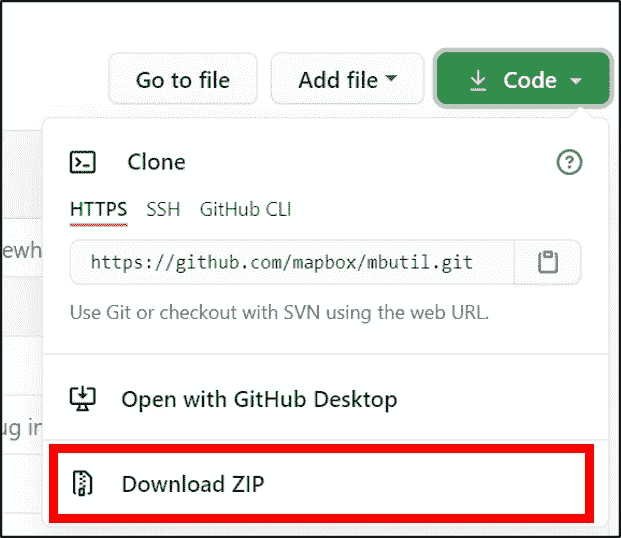 Go to file Add file Code
Clone
HTTPS SSH GitHub CLI
ewh
https://github.com/mapbox/mbutil.git
Use Git or checkout with SVN using the web URL.
Open with GitHub Desktop
ug in
Download ZIP